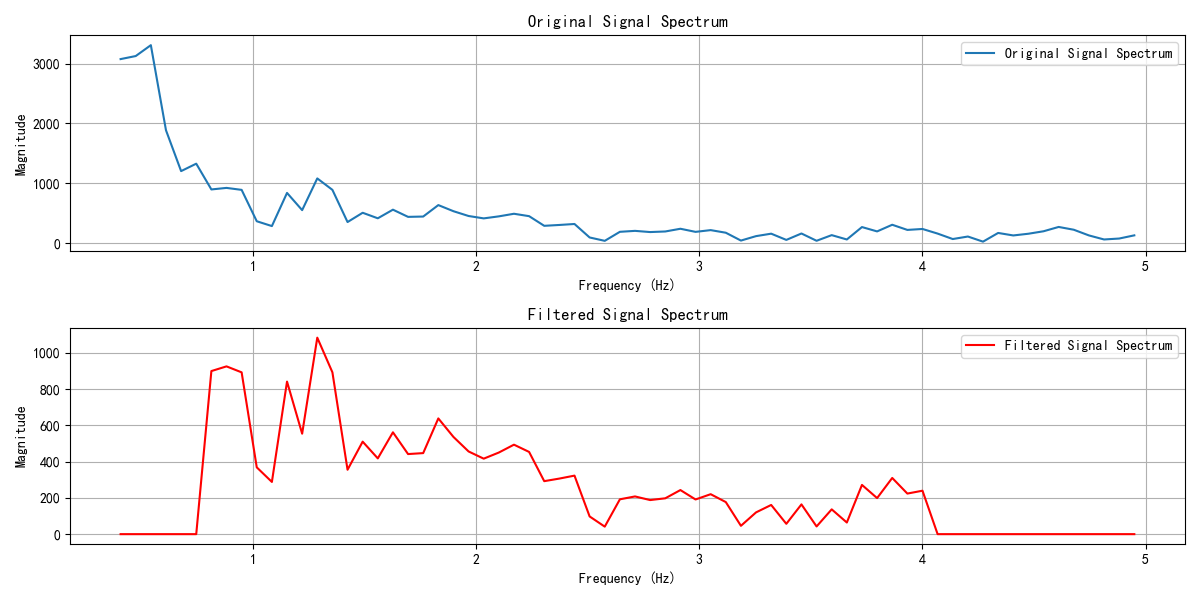 Original Signal Spectrum
Original Signal Spectrum
Magnitude
3000
2000
1000
0
1 2 3 4 5
Frequency (Hz)
Filtered Signal Spectrum
Filtered Signal Spectrum
Magnitude
1000
800
600
400
200
0
1 2 3 4 5
Frequency (Hz)